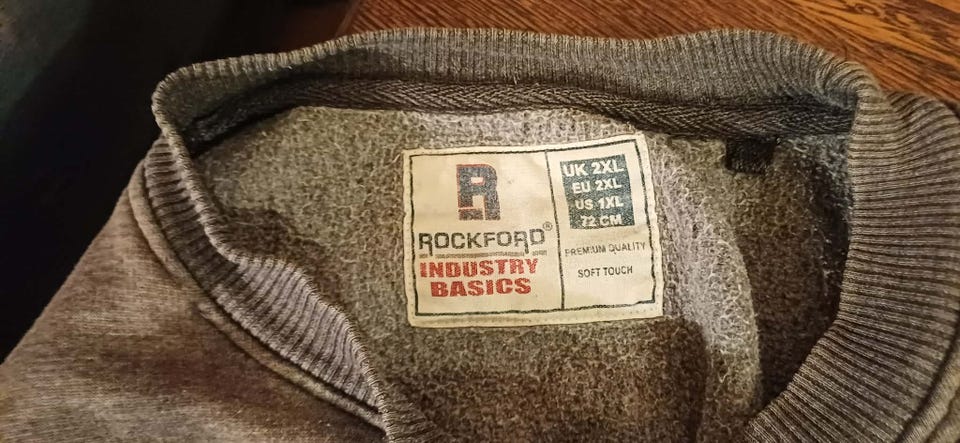 R
ROCKFORD®
INDUSTRY
BASICS
UK 2XL
EU 2XL
US 1XL
72 CM
PREMIUM QUALITY
SOFT TOUCH